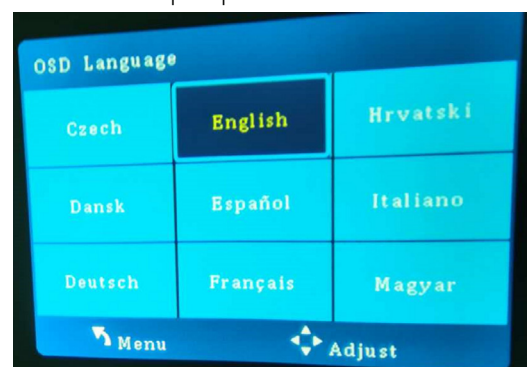 OSD Language
Czech English Hrvatski
Dansk Español Italiano
Deutsch Français Magyar
Menu Adjust